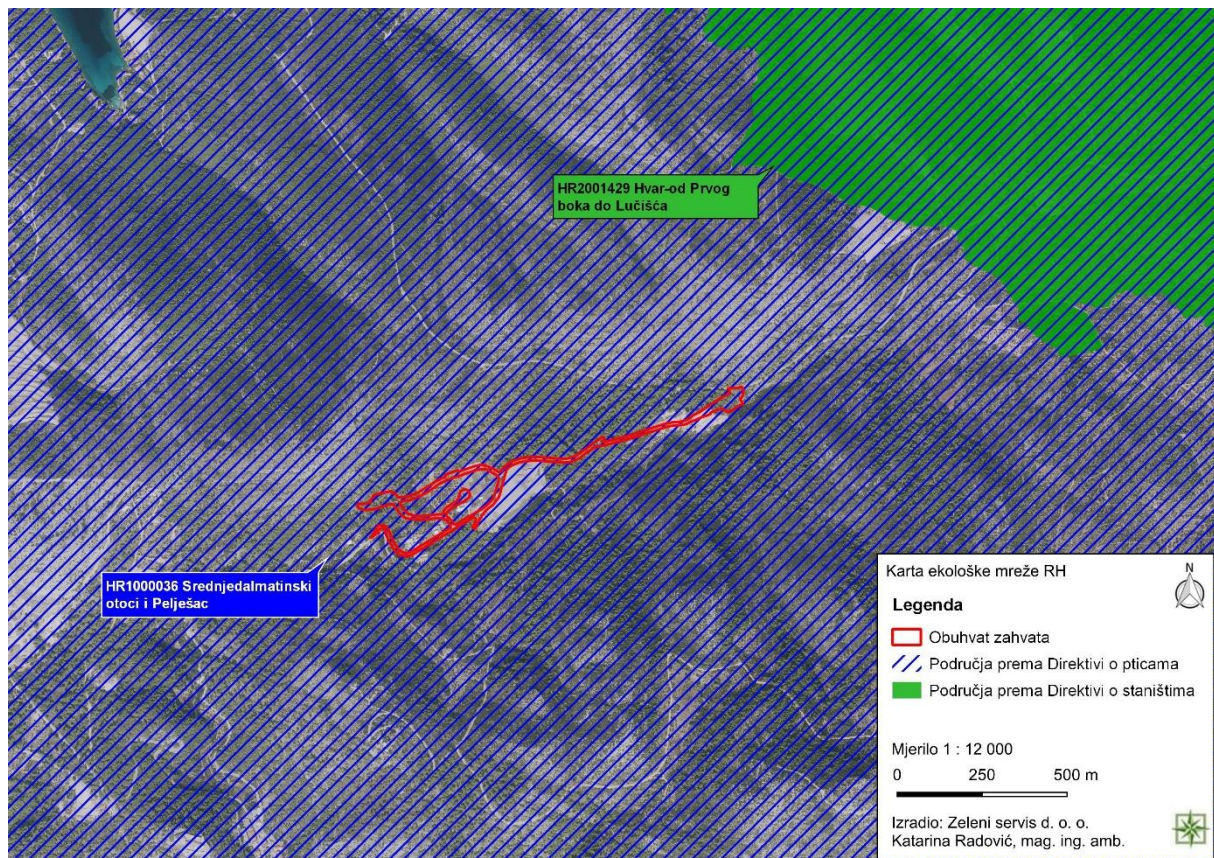 HR2001429 Hvar-od Prvog
boka do Lučišća
HR1000036 Srednjedalmatinski
otoci i Pelješac
Karta ekološke mreže RH
N
Legenda
Obuhvat zahvata
Područja prema Direktivi o pticama
Područja prema Direktivi o staništima
Mjerilo 1 : 12 000
0 250 500 m
Izradio: Zeleni servis d. o. o.
Katarina Radović, mag. ing. amb.